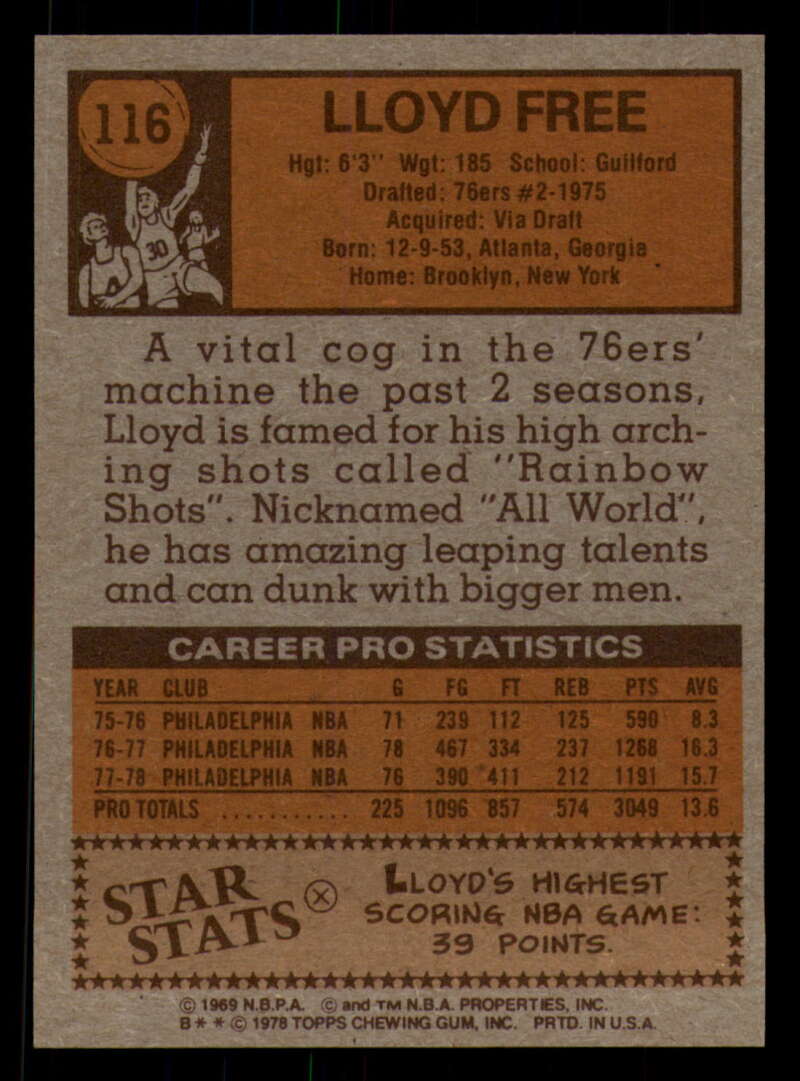 116
LLOYD FREE
Hgt: 6'3" Wgt: 185 School: Guilford
Drafted: 76ers #2-1975
Acquired: Via Draft
Born: 12-9-53, Atlanta, Georgia
Home: Brooklyn, New York
30
A
A vital cog in the 76ers'
machine the past 2 seasons,
Lloyd is famed for his high arch-
ing shots called "Rainbow
Shots". Nicknamed "All World",
he has amazing leaping talents
and can dunk with bigger men.
CAREER PRO STATISTICS
YEAR CLUB G FG FT REB PTS AVG
75-76 PHILADELPHIA NBA 71 239 112 125 590 8.3
76-77 PHILADELPHIA NBA 78 467 334 237 1268 16.3
77-78 PHILADELPHIA NBA 76 390 411 212 1191 15.7
PRO TOTALS ........... 225 1096 857 574 3049 13.6
STAR STATS
LLOYD'S HIGHEST
SCORING NBA GAME:
39 POINTS.
© 1969 N.B.P.A. © and TM N.B.A. PROPERTIES, INC.
B * * © 1978 TOPPS CHEWING GUM, INC. PRTD. IN U.S.A.